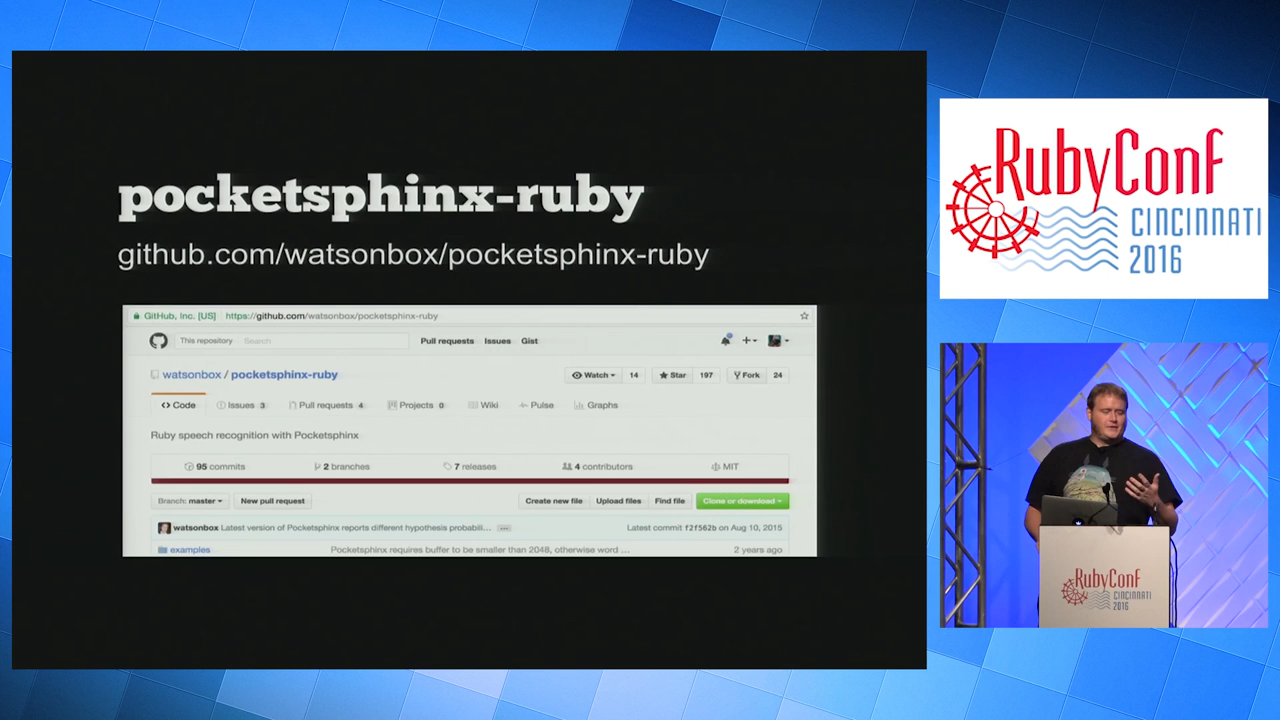 pocketsphinx-ruby
github.com/watsonbox/pocketsphinx-ruby
GitHub, Inc. [US] https://github.com/watsonbox/pocketsphinx-ruby
This repository Search Pull requests Issues Gist
watsonbox / pocketsphinx-ruby Watch 14 Star 197 Fork 24
Code Issues 3 Pull requests 4 Projects 0 Wiki Pulse Graphs
Ruby speech recognition with Pocketsphinx
95 commits 2 branches 7 releases 4 contributors MIT
Branch: master New pull request Create new file Upload files Find file Clone or download
watsonbox Latest version of Pocketsphinx reports different hypothesis probabili... Latest commit f2f562b on Aug 10, 2015
examples Pocketsphinx requires buffer to be smaller than 2048, otherwise word ... 2 years ago
RubyConf
CINCINNATI
2016
RubyConf
CINCINNATI
2016